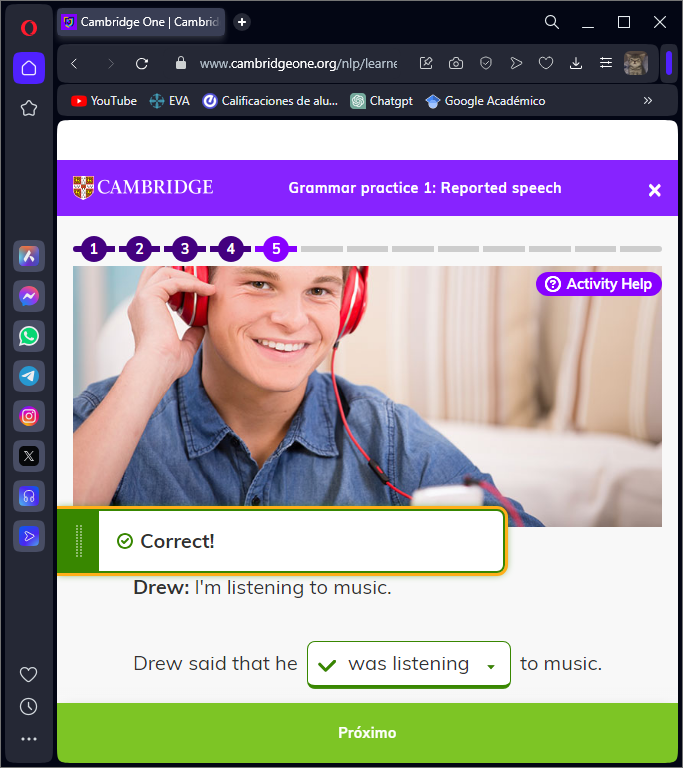 Cambridge One | Cambrid
www.cambridgeone.org/nlp/learne
YouTube EVA Calificaciones de alu... Chatgpt Google Académico
CAMBRIDGE Grammar practice 1: Reported speech
1 2 3 4 5
Activity Help
Correct!
Drew: I'm listening to music.
Drew said that he was listening to music.
Próximo